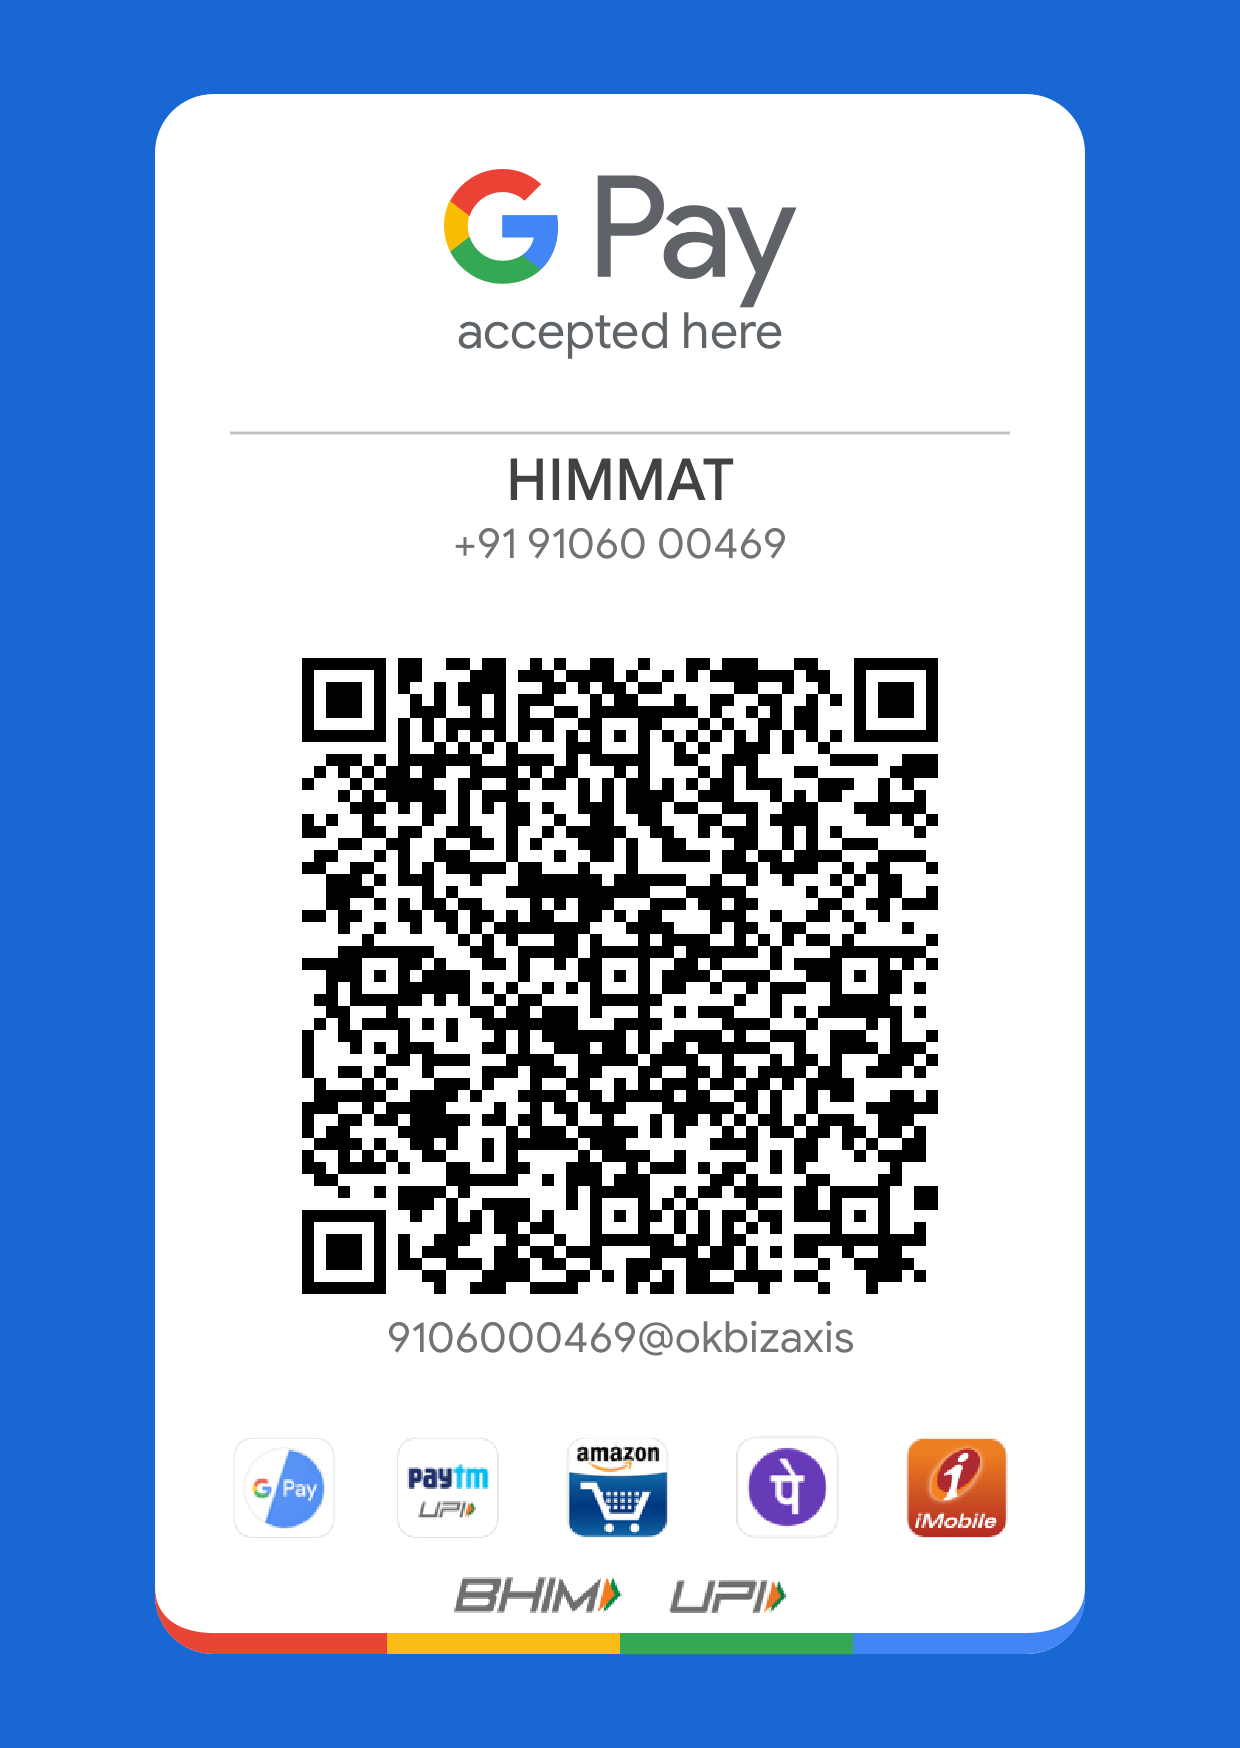 G Pay
accepted here
HIMMAT
+91 91060 00469
9106000469@okbizaxis
G Pay
paytm
UPI
amazon
पे
i
iMobile
BHIM UPI